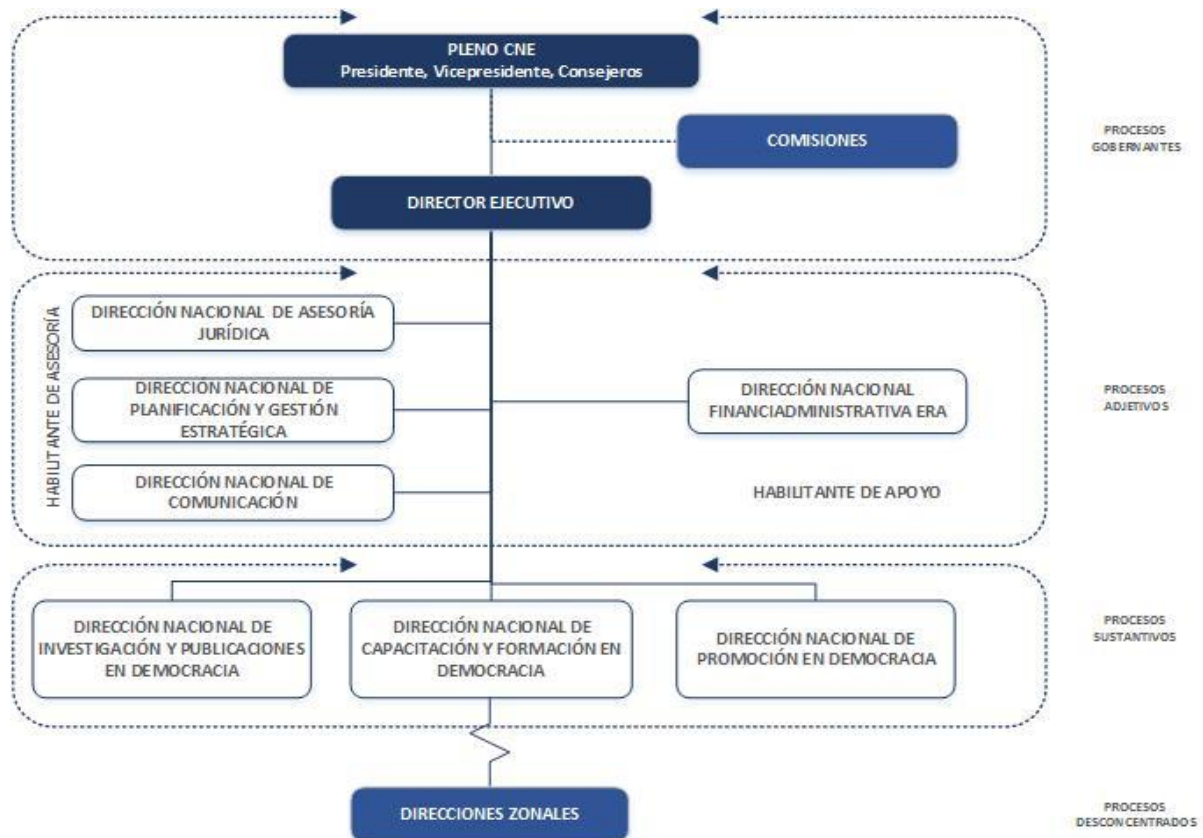 PLENO CNE
Presidente, Vicepresidente, Consejeros
COMISIONES
PROCESOS
GOBERNANTES
DIRECTOR EJECUTIVO
HABILITANTE DE ASESORÍA
DIRECCIÓN NACIONAL DE ASESORÍA
JURÍDICA
DIRECCIÓN NACIONAL DE
PLANIFICACIÓN Y GESTIÓN
ESTRATÉGICA
DIRECCIÓN NACIONAL DE
COMUNICACIÓN
DIRECCIÓN NACIONAL
FINANCIADMINISTRATIVA ERA
HABILITANTE DE APOYO
PROCESOS
ADJETIVOS
DIRECCIÓN NACIONAL DE
INVESTIGACIÓN Y PUBLICACIONES
EN DEMOCRACIA
DIRECCIÓN NACIONAL DE
CAPACITACIÓN Y FORMACIÓN EN
DEMOCRACIA
DIRECCIÓN NACIONAL DE
PROMOCIÓN EN DEMOCRACIA
PROCESOS
SUSTANTIVOS
DIRECCIONES ZONALES
PROCESOS
DESCONCENTRADOS